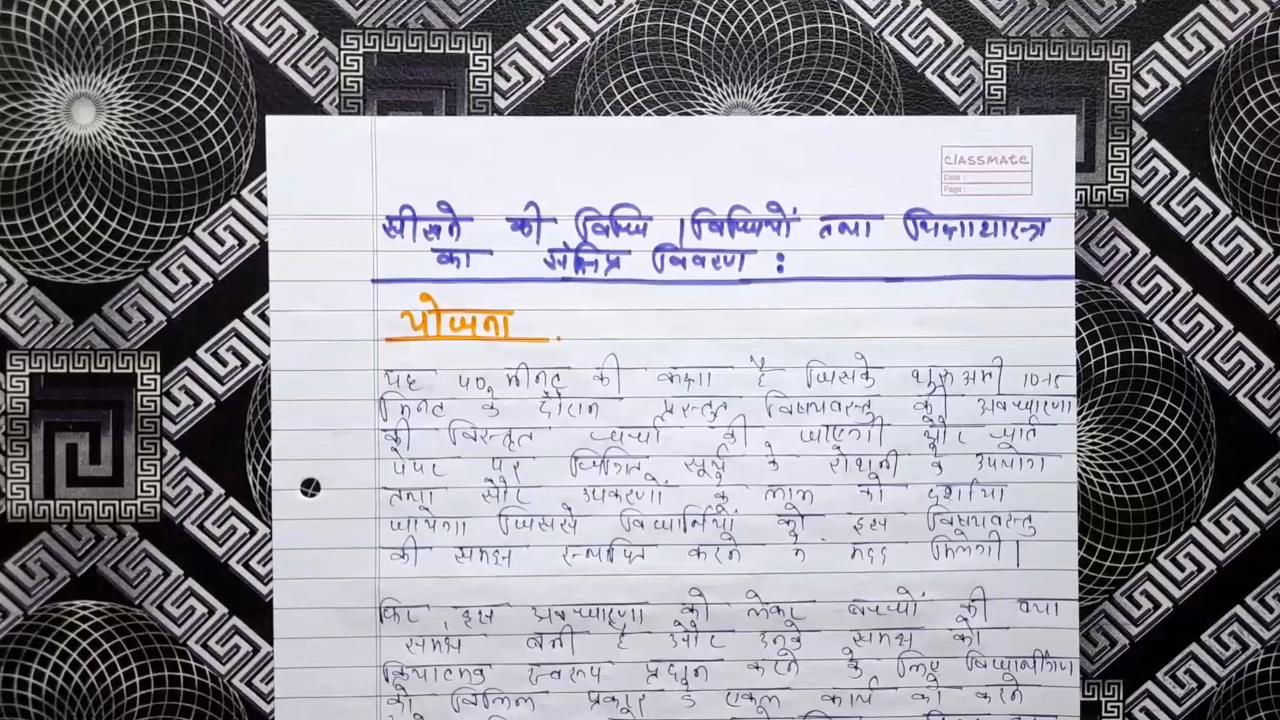 CLASSMATE
Date :
Page :
सीखने की विधि / विधियों तथा शिक्षाशास्त्र
का संक्षिप्त विवरण :
योजना
यह 40 मीनट की कक्षा है जिसके शुरूआती 10-15
मिनट के दौरान प्रस्तुत विषयवस्तु की अवधारणा
की विस्तृत चर्चा की जाएगी और चार्ट
पेपर पर चित्रित सूर्य के रोशनी के उपयोग
तथा सौर उपकरणों के लाभ को दर्शाया
जायेगा जिससे विद्यार्थियों को इस विषयवस्तु
की समझ स्थापित करने में मदद मिलेगी।
फिर इस अवधारणा को लेकर बच्चों की क्या
समझ बनी है और उनके समझ को
क्रियात्मक स्वरूप प्रदान करने के लिए विद्यार्थीगण
को विभिन्न प्रकार के एकल कार्य को करने